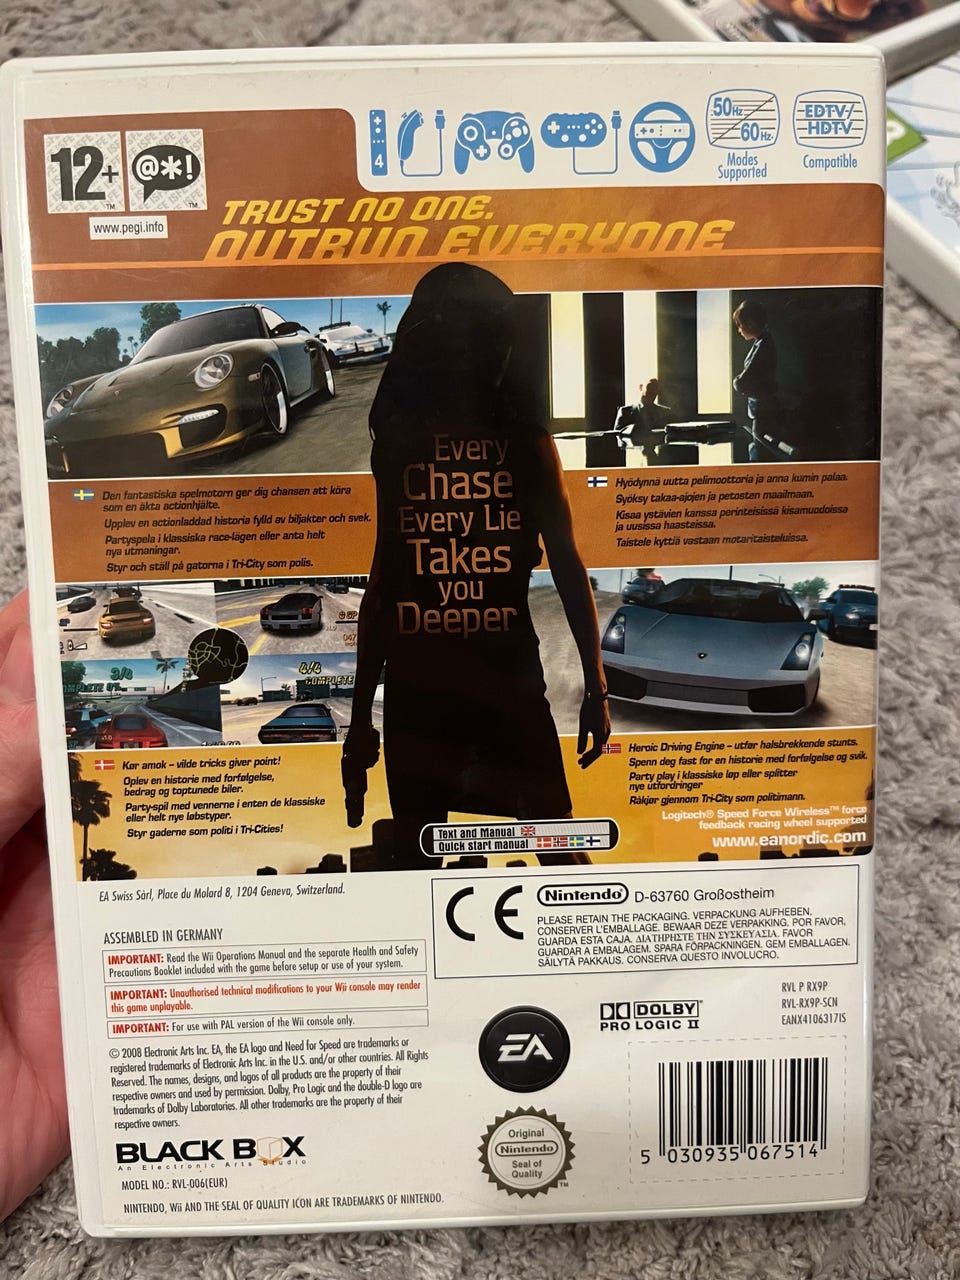 12+
@*!
TM
TM
www.pegi.info
4
50Hz
60Hz
Modes
Supported
EDTV/
HDTV
Compatible
TRUST NO ONE.
OUTRUN EVERYONE
Every
Chase
Every Lie
Takes
you
Deeper
Den fantastiska spelmotorn ger dig chansen att köra
som en äkta actionhjälte.
Upplev en actionladdad historia fylld av biljakter och svek.
Partyspela i klassiska race-lägen eller anta helt
nya utmaningar.
Styr och ställ på gatorna i Tri-City som polis.
Hyödynnä uutta pelimoottoria ja anna kumin palaa.
Syöksy takaa-ajojen ja petosten maailmaan.
Kisaa ystävien kanssa perinteisissä kisamuodoissa
ja uusissa haasteissa.
Taistele kyttiä vastaan motaritaisteluissa.
3/4
4/4
COMPLETE
Kør amok – vilde tricks giver point!
Oplev en historie med forfølgelse,
bedrag og toptunede biler.
Party-spil med vennerne i enten de klassiske
eller helt nye løbstyper.
Styr gaderne som politi i Tri-Cities!
Heroic Driving Engine – utfør halsbrekkende stunts.
Spenn deg fast for en historie med forfølgelse og svik.
Party play i klassiske løp eller splitter
nye utfordringer
Råkjør gjennom Tri-City som politimann.
Logitech® Speed Force Wireless™ force
feedback racing wheel supported
www.eanordic.com
Text and Manual
Quick start manual
EA Swiss Sàrl, Place du Molard 8, 1204 Geneva, Switzerland.
ASSEMBLED IN GERMANY
IMPORTANT: Read the Wii Operations Manual and the separate Health and Safety
Precautions Booklet included with the game before setup or use of your system.
IMPORTANT: Unauthorised technical modifications to your Wii console may render
this game unplayable.
IMPORTANT: For use with PAL version of the Wii console only.
CE
Nintendo® D-63760 Großostheim
PLEASE RETAIN THE PACKAGING. VERPACKUNG AUFHEBEN.
CONSERVER L'EMBALLAGE. BEWAAR DEZE VERPAKKING. POR FAVOR,
GUARDA ESTA CAJA. ΔΙΑΤΗΡΗΣΤΕ ΤΗΝ ΣΥΣΚΕΥΑΣΙΑ. FAVOR
GUARDAR A EMBALAGEM. SPARA FÖRPACKNINGEN. GEM EMBALLAGEN.
SÄILYTÄ PAKKAUS. CONSERVA QUESTO INVOLUCRO.
© 2008 Electronic Arts Inc. EA, the EA logo and Need for Speed are trademarks or
registered trademarks of Electronic Arts Inc. in the U.S. and/or other countries. All Rights
Reserved. The names, designs, and logos of all products are the property of their
respective owners and used by permission. Dolby, Pro Logic and the double-D logo are
trademarks of Dolby Laboratories. All other trademarks are the property of their
respective owners.
EA
DOLBY
PRO LOGIC II
RVL P RX9P
RVL-RX9P-SCN
EANX4106317IS
BLACK BOX
An Electronic Arts Studio
MODEL NO.: RVL-006(EUR)
NINTENDO, Wii AND THE SEAL OF QUALITY ICON ARE TRADEMARKS OF NINTENDO.
Original
Nintendo
Seal of
Quality
TM
5 030935 067514